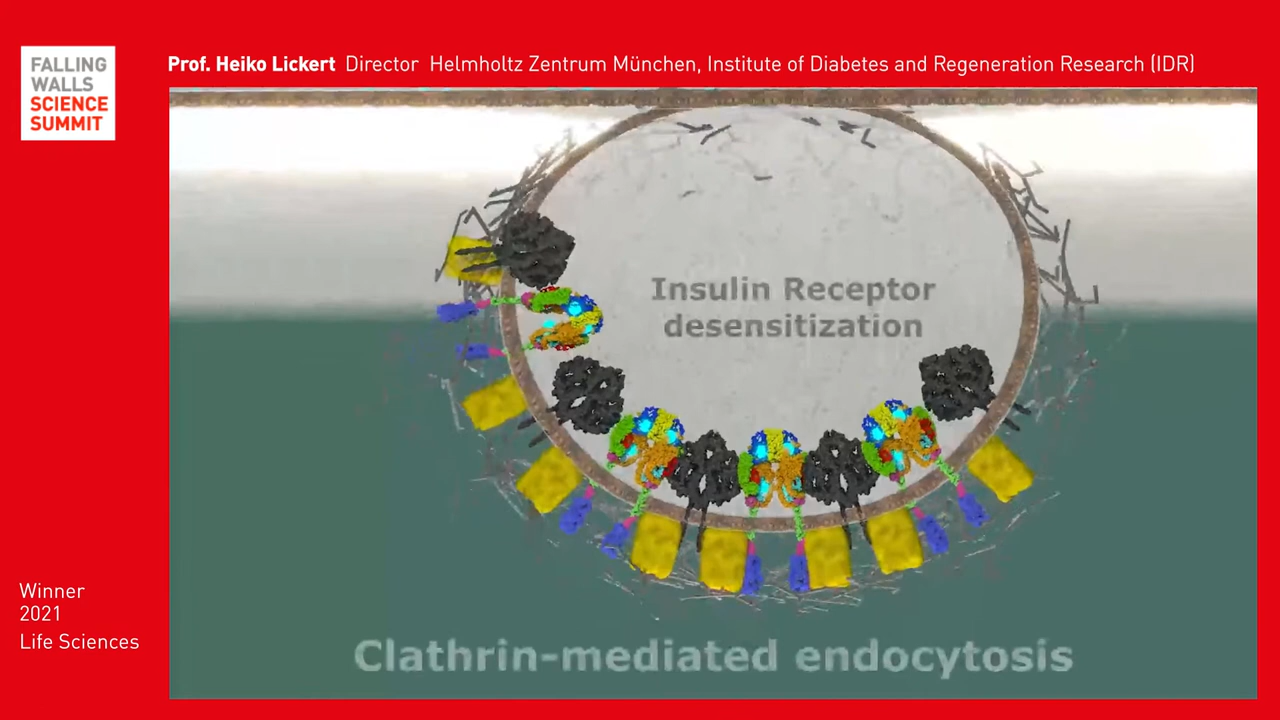 FALLING
WALLS
SCIENCE
SUMMIT
Prof. Heiko Lickert Director Helmholtz Zentrum München, Institute of Diabetes and Regeneration Research (IDR)
Insulin Receptor
desensitization
Winner
2021
Life Sciences
Clathrin-mediated endocytosis